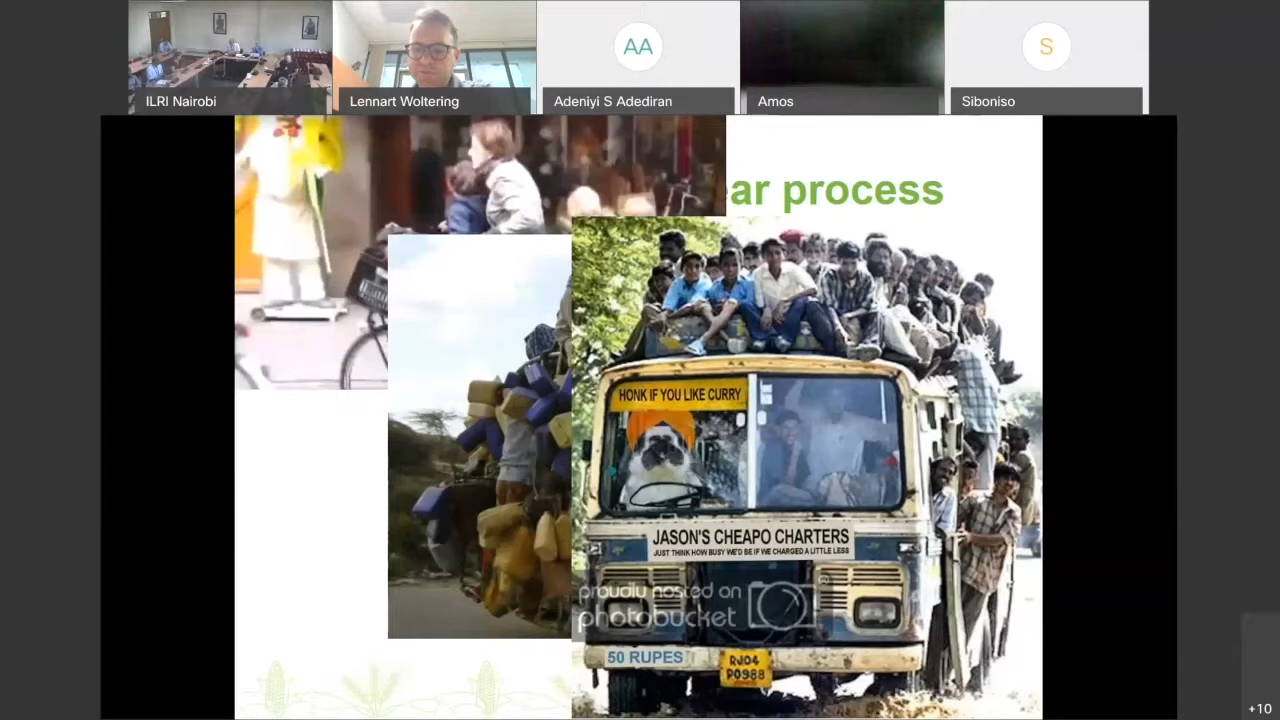 ILRI Nairobi
Lennart Woltering
AA
Adeniyi S Adediran
Amos
S
Siboniso
ar process
HONK IF YOU LIKE CURRY
JASON'S CHEAPO CHARTERS
JUST THINK HOW BUSY WE'D BE IF WE CHARGED A LITTLE LESS
proudly hosted on
photobucket
50 RUPES
RJ04
P0988
+10